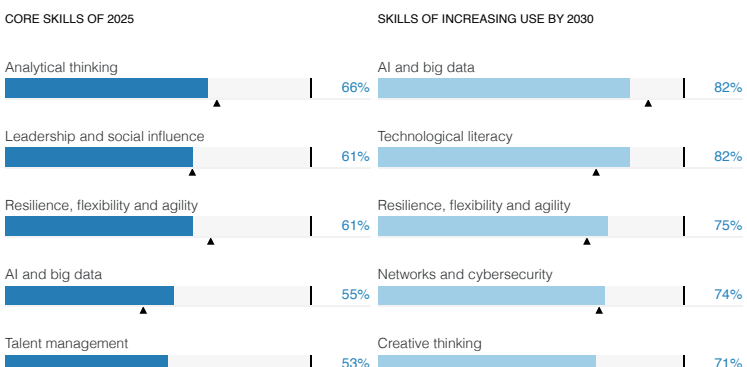 CORE SKILLS OF 2025
Analytical thinking
66%
Leadership and social influence
61%
Resilience, flexibility and agility
61%
AI and big data
55%
Talent management
53%
SKILLS OF INCREASING USE BY 2030
AI and big data
82%
Technological literacy
82%
Resilience, flexibility and agility
75%
Networks and cybersecurity
74%
Creative thinking
71%